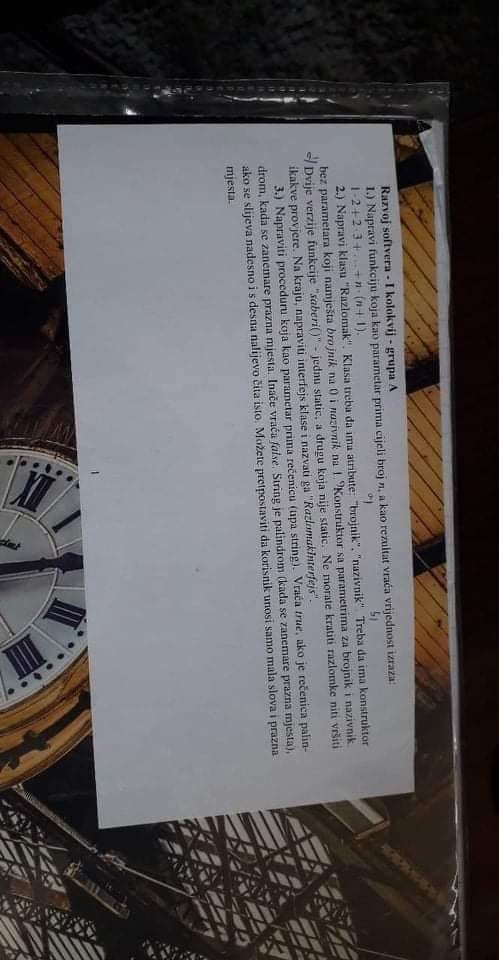 Razvoj softvera - I kolokvij - grupa A
1.) Napravi funkciju koja kao parametar prima cijeli broj n, a kao rezultat vraća vrijednost izraza:
1·2+2·3+...+n·(n+1).
2.) Napravi klasu "Razlomak". Klasa treba da ima atribute: "brojnik", "nazivnik". Treba da ima konstruktor
bez parametara koji namješta brojnik na 0 i nazivnik na 1. Konstruktor sa parametrima za brojnik i nazivnik.
Dvije verzije funkcije "saberi()" - jednu static, a drugu koja nije static. Ne morate kratiti razlomke niti vršiti
ikakve provjere. Na kraju, napraviti interfejs klase i nazvati ga "RazlomakInterfejs".
3.) Napraviti proceduru koja kao parametar prima rečenicu (tipa string). Vraća true, ako je rečenica palin-
drom, kada se zanemare prazna mjesta. Inače vraća false. String je palindrom (kada se zanemare prazna mjesta),
ako se slijeva nadesno i s desna nalijevo čita isto. Možete pretpostaviti da korisnik unosi samo mala slova i prazna
mjesta.
1
I
III
IIII